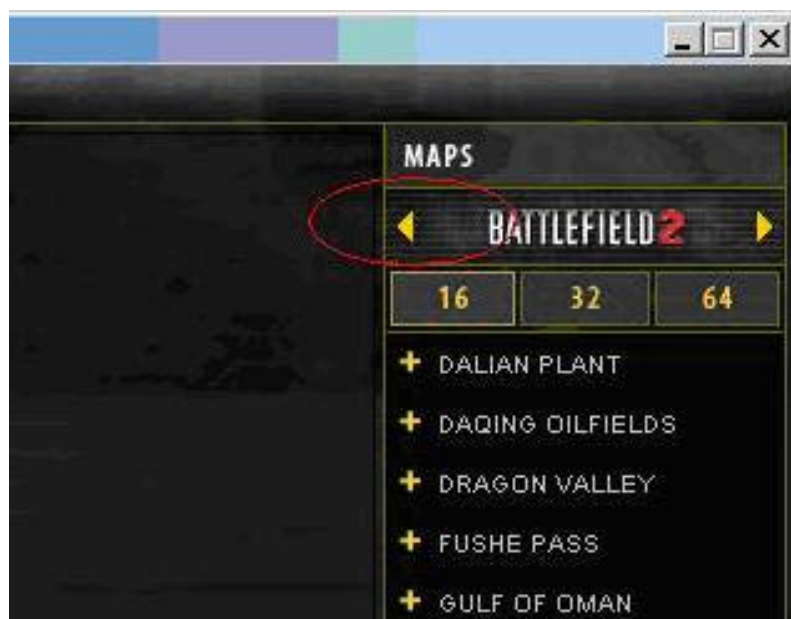 MAPS
BATTLEFIELD 2
16 32 64
+ DALIAN PLANT
+ DAQING OILFIELDS
+ DRAGON VALLEY
+ FUSHE PASS
+ GULF OF OMAN